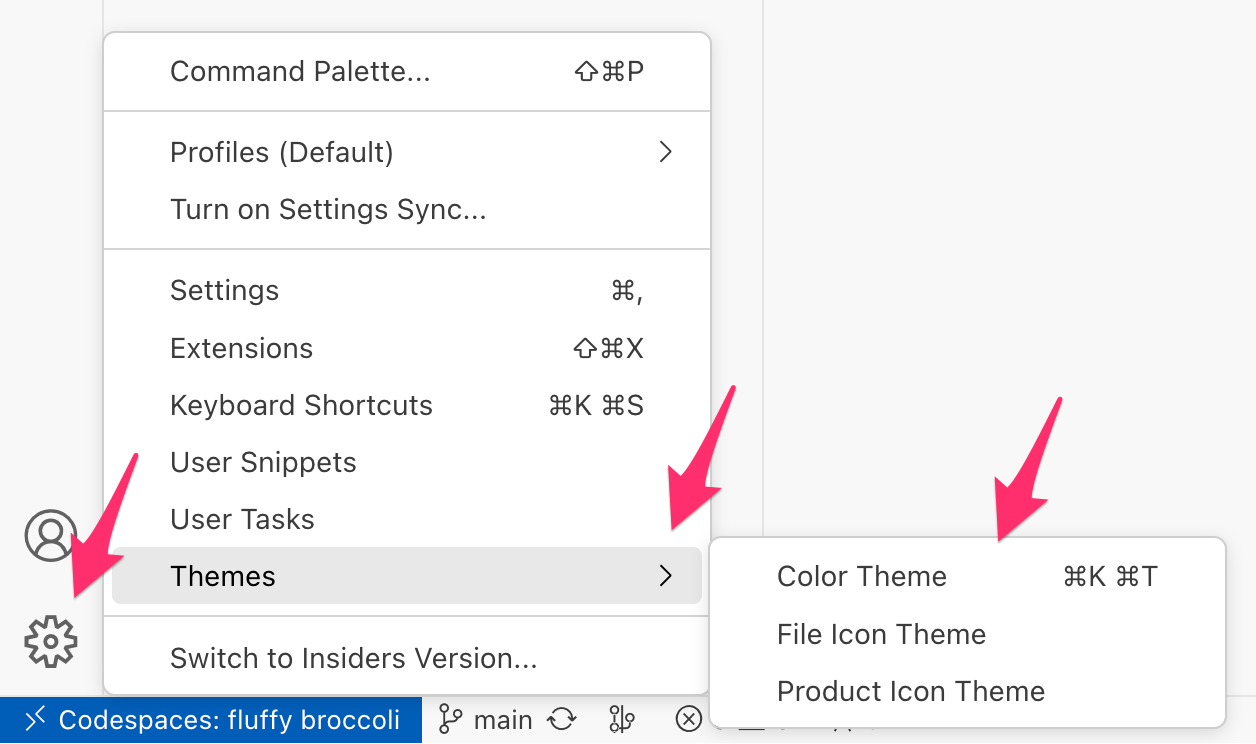 Command Palette... ⇧⌘P
Profiles (Default)
Turn on Settings Sync...
Settings ⌘,
Extensions ⇧⌘X
Keyboard Shortcuts ⌘K ⌘S
User Snippets
User Tasks
Themes
Color Theme ⌘K ⌘T
File Icon Theme
Product Icon Theme
Switch to Insiders Version...
Codespaces: fluffy broccoli main